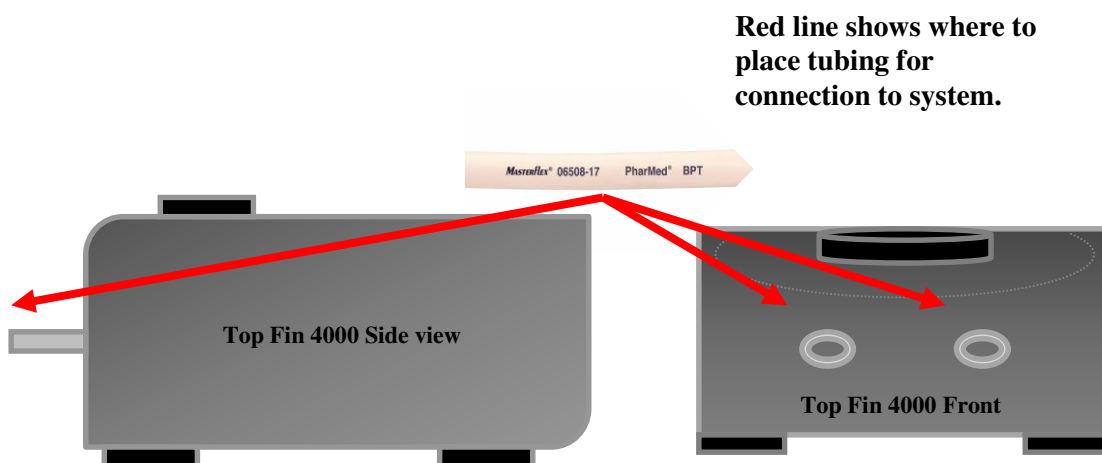 Red line shows where to
place tubing for
connection to system.
MASTERFLEX® 06508-17 PharMed® BPT
Top Fin 4000 Side view
Top Fin 4000 Front